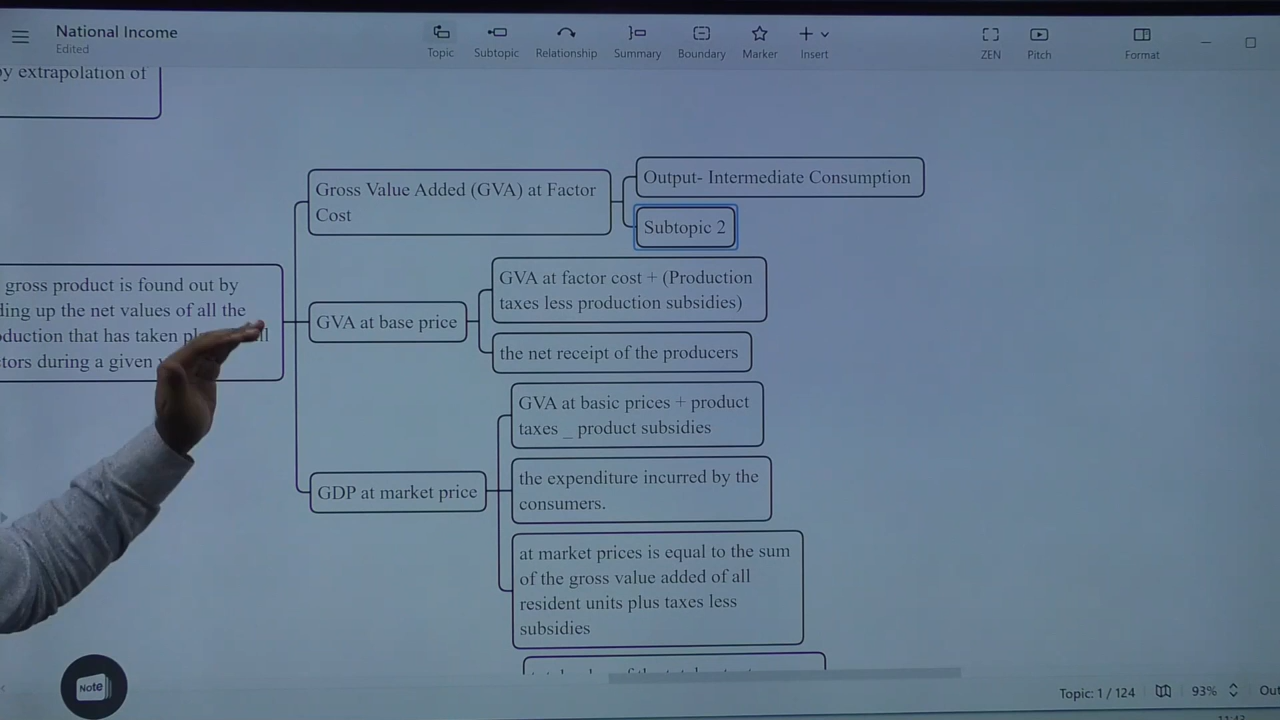 National Income
Edited
Topic
Subtopic
Relationship
Summary
Boundary
Marker
Insert
ZEN
Pitch
Format
by extrapolation of
Gross Value Added (GVA) at Factor
Cost
Output- Intermediate Consumption
Subtopic 2
gross product is found out by
up the net values of all the
that has taken
during a given
GVA at base price
GVA at factor cost + (Production
taxes less production subsidies)
the net receipt of the producers
GDP at market price
GVA at basic prices + product
taxes _ product subsidies
the expenditure incurred by the
consumers.
at market prices is equal to the sum
of the gross value added of all
resident units plus taxes less
subsidies
Note
Topic: 1 / 124
93%